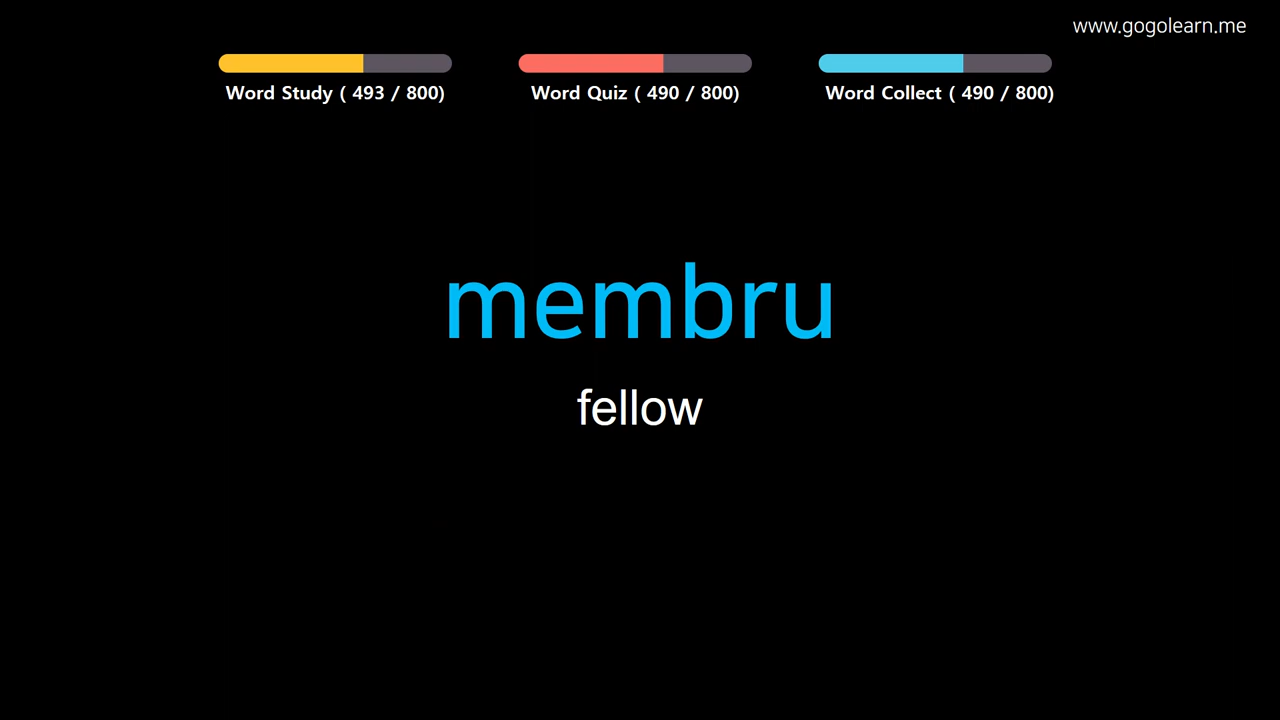 www.gogolearn.me
Word Study ( 493 / 800)
Word Quiz ( 490 / 800)
Word Collect ( 490 / 800)
membru
fellow